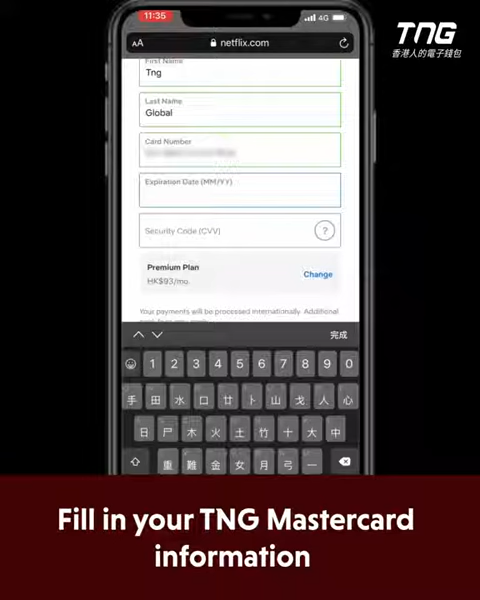 11:35
4G
TNG
香港人的電子錢包
AA
netflix.com
First Name
Tng
Last Name
Global
Card Number
Expiration Date (MM/YY)
Security Code (CVV)
?
Premium Plan
HK$93/mo.
Change
Your payments will be processed internationally. Additional
完成
1 2 3 4 5 6 7 8 9 0
手 田 水 口 廿 卜 山 戈 人 心
日 尸 木 火 土 竹 十 大 中
重 難 金 女 月 弓 一
Fill in your TNG Mastercard
information